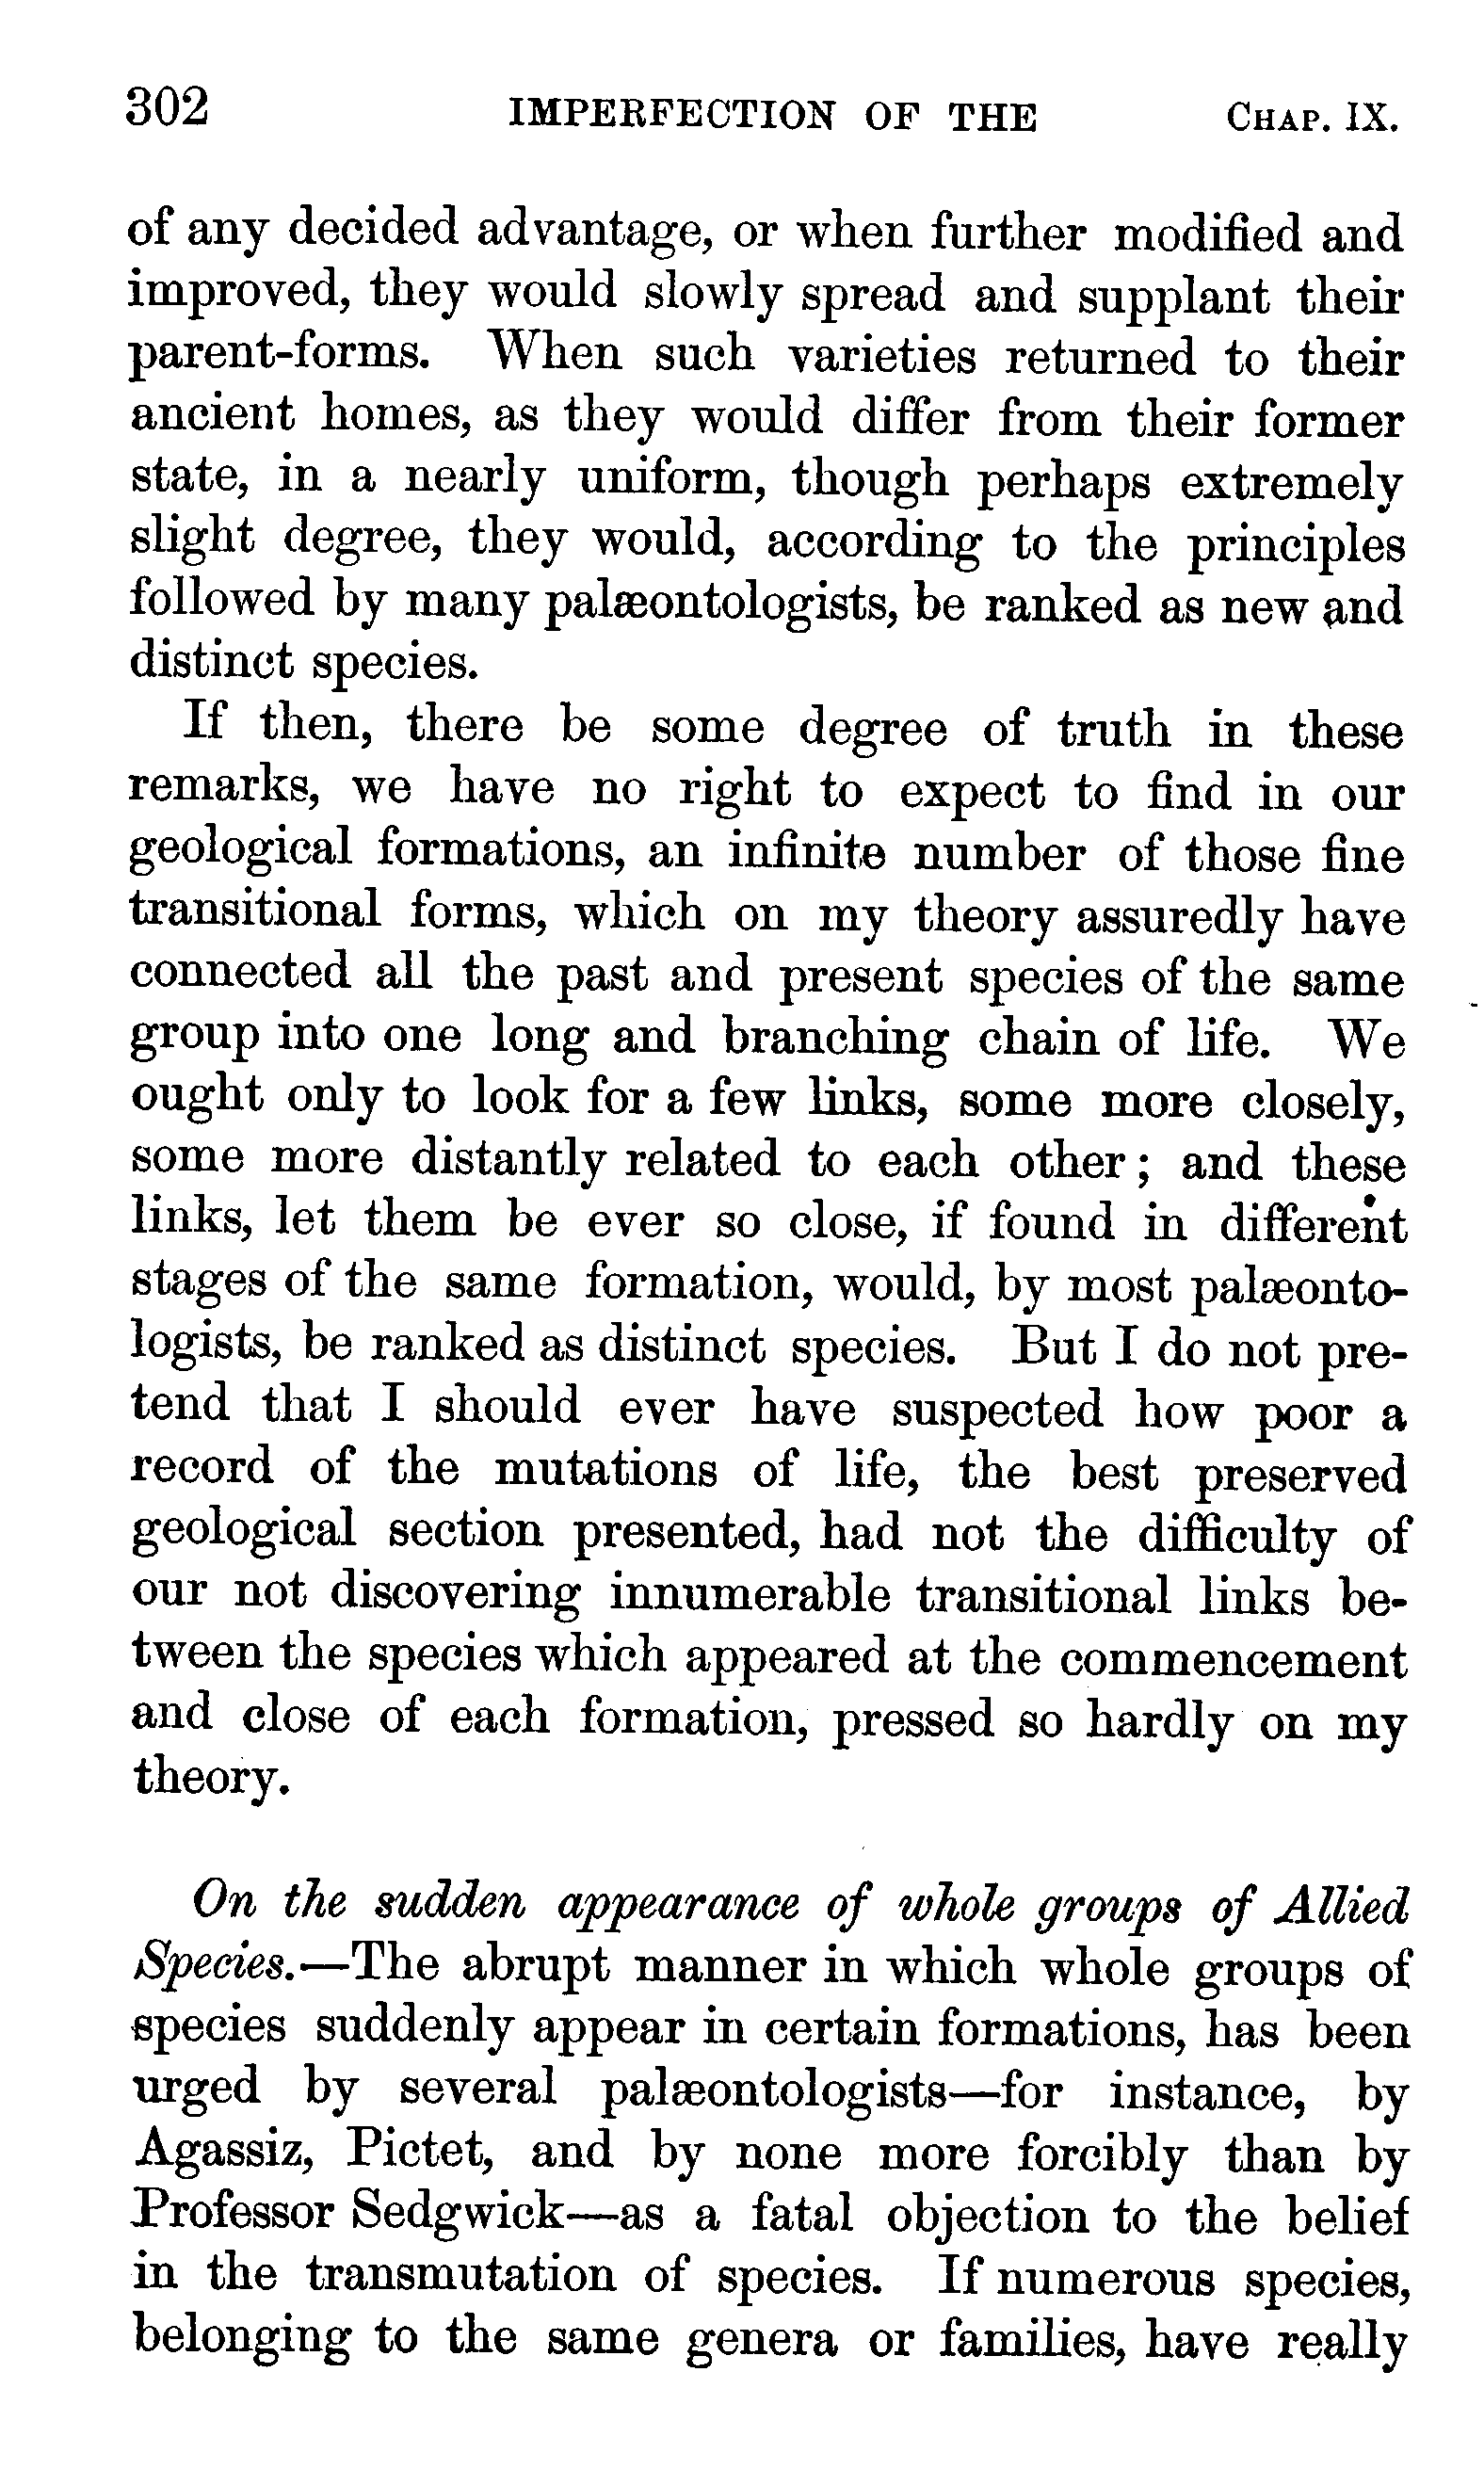 302 IMPERFECTION OF THE CHAP. IX.
of any decided advantage, or when further modified and
improved, they would slowly spread and supplant their
parent-forms. When such varieties returned to their
ancient homes, as they would differ from their former
state, in a nearly uniform, though perhaps extremely
slight degree, they would, according to the principles
followed by many palæontologists, be ranked as new and
distinct species.
If then, there be some degree of truth in these
remarks, we have no right to expect to find in our
geological formations, an infinite number of those fine
transitional forms, which on my theory assuredly have
connected all the past and present species of the same
group into one long and branching chain of life. We
ought only to look for a few links, some more closely,
some more distantly related to each other; and these
links, let them be ever so close, if found in different
stages of the same formation, would, by most palæonto-
logists, be ranked as distinct species. But I do not pre-
tend that I should ever have suspected how poor a
record of the mutations of life, the best preserved
geological section presented, had not the difficulty of
our not discovering innumerable transitional links be-
tween the species which appeared at the commencement
and close of each formation, pressed so hardly on my
theory.
On the sudden appearance of whole groups of Allied
Species.—The abrupt manner in which whole groups of
species suddenly appear in certain formations, has been
urged by several palæontologists—for instance, by
Agassiz, Pictet, and by none more forcibly than by
Professor Sedgwick—as a fatal objection to the belief
in the transmutation of species. If numerous species,
belonging to the same genera or families, have really